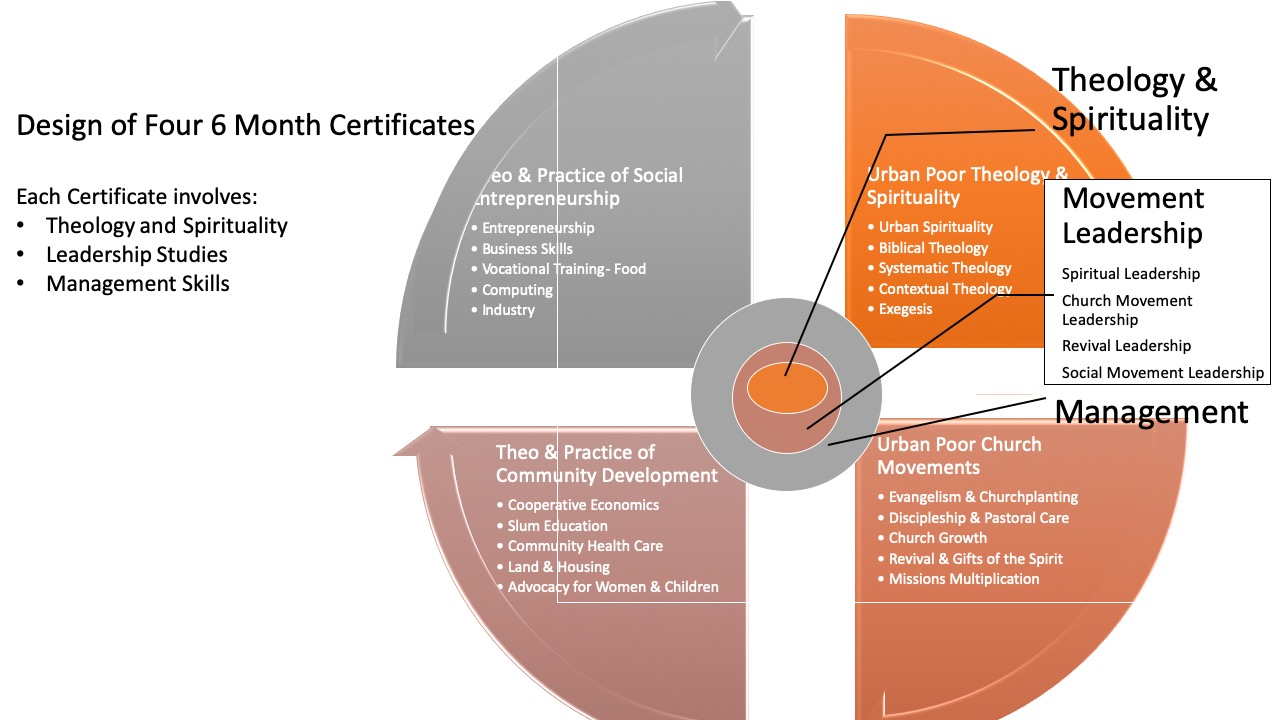 Design of Four 6 Month Certificates
Each Certificate involves:
• Theology and Spirituality
• Leadership Studies
• Management Skills
& Practice of Social
Entrepreneurship
• Entrepreneurship
• Business Skills
• Vocational Training- Food
• Computing
• Industry
Urban Poor Theology &
Spirituality
• Urban Spirituality
• Biblical Theology
• Systematic Theology
• Contextual Theology
• Exegesis
Theology &
Spirituality
Movement
Leadership
Spiritual Leadership
Church Movement
Leadership
Revival Leadership
Social Movement Leadership
Management
Theo & Practice of
Community Development
• Cooperative Economics
• Slum Education
• Community Health Care
• Land & Housing
• Advocacy for Women & Children
Urban Poor Church
Movements
• Evangelism & Churchplanting
• Discipleship & Pastoral Care
• Church Growth
• Revival & Gifts of the Spirit
• Missions Multiplication